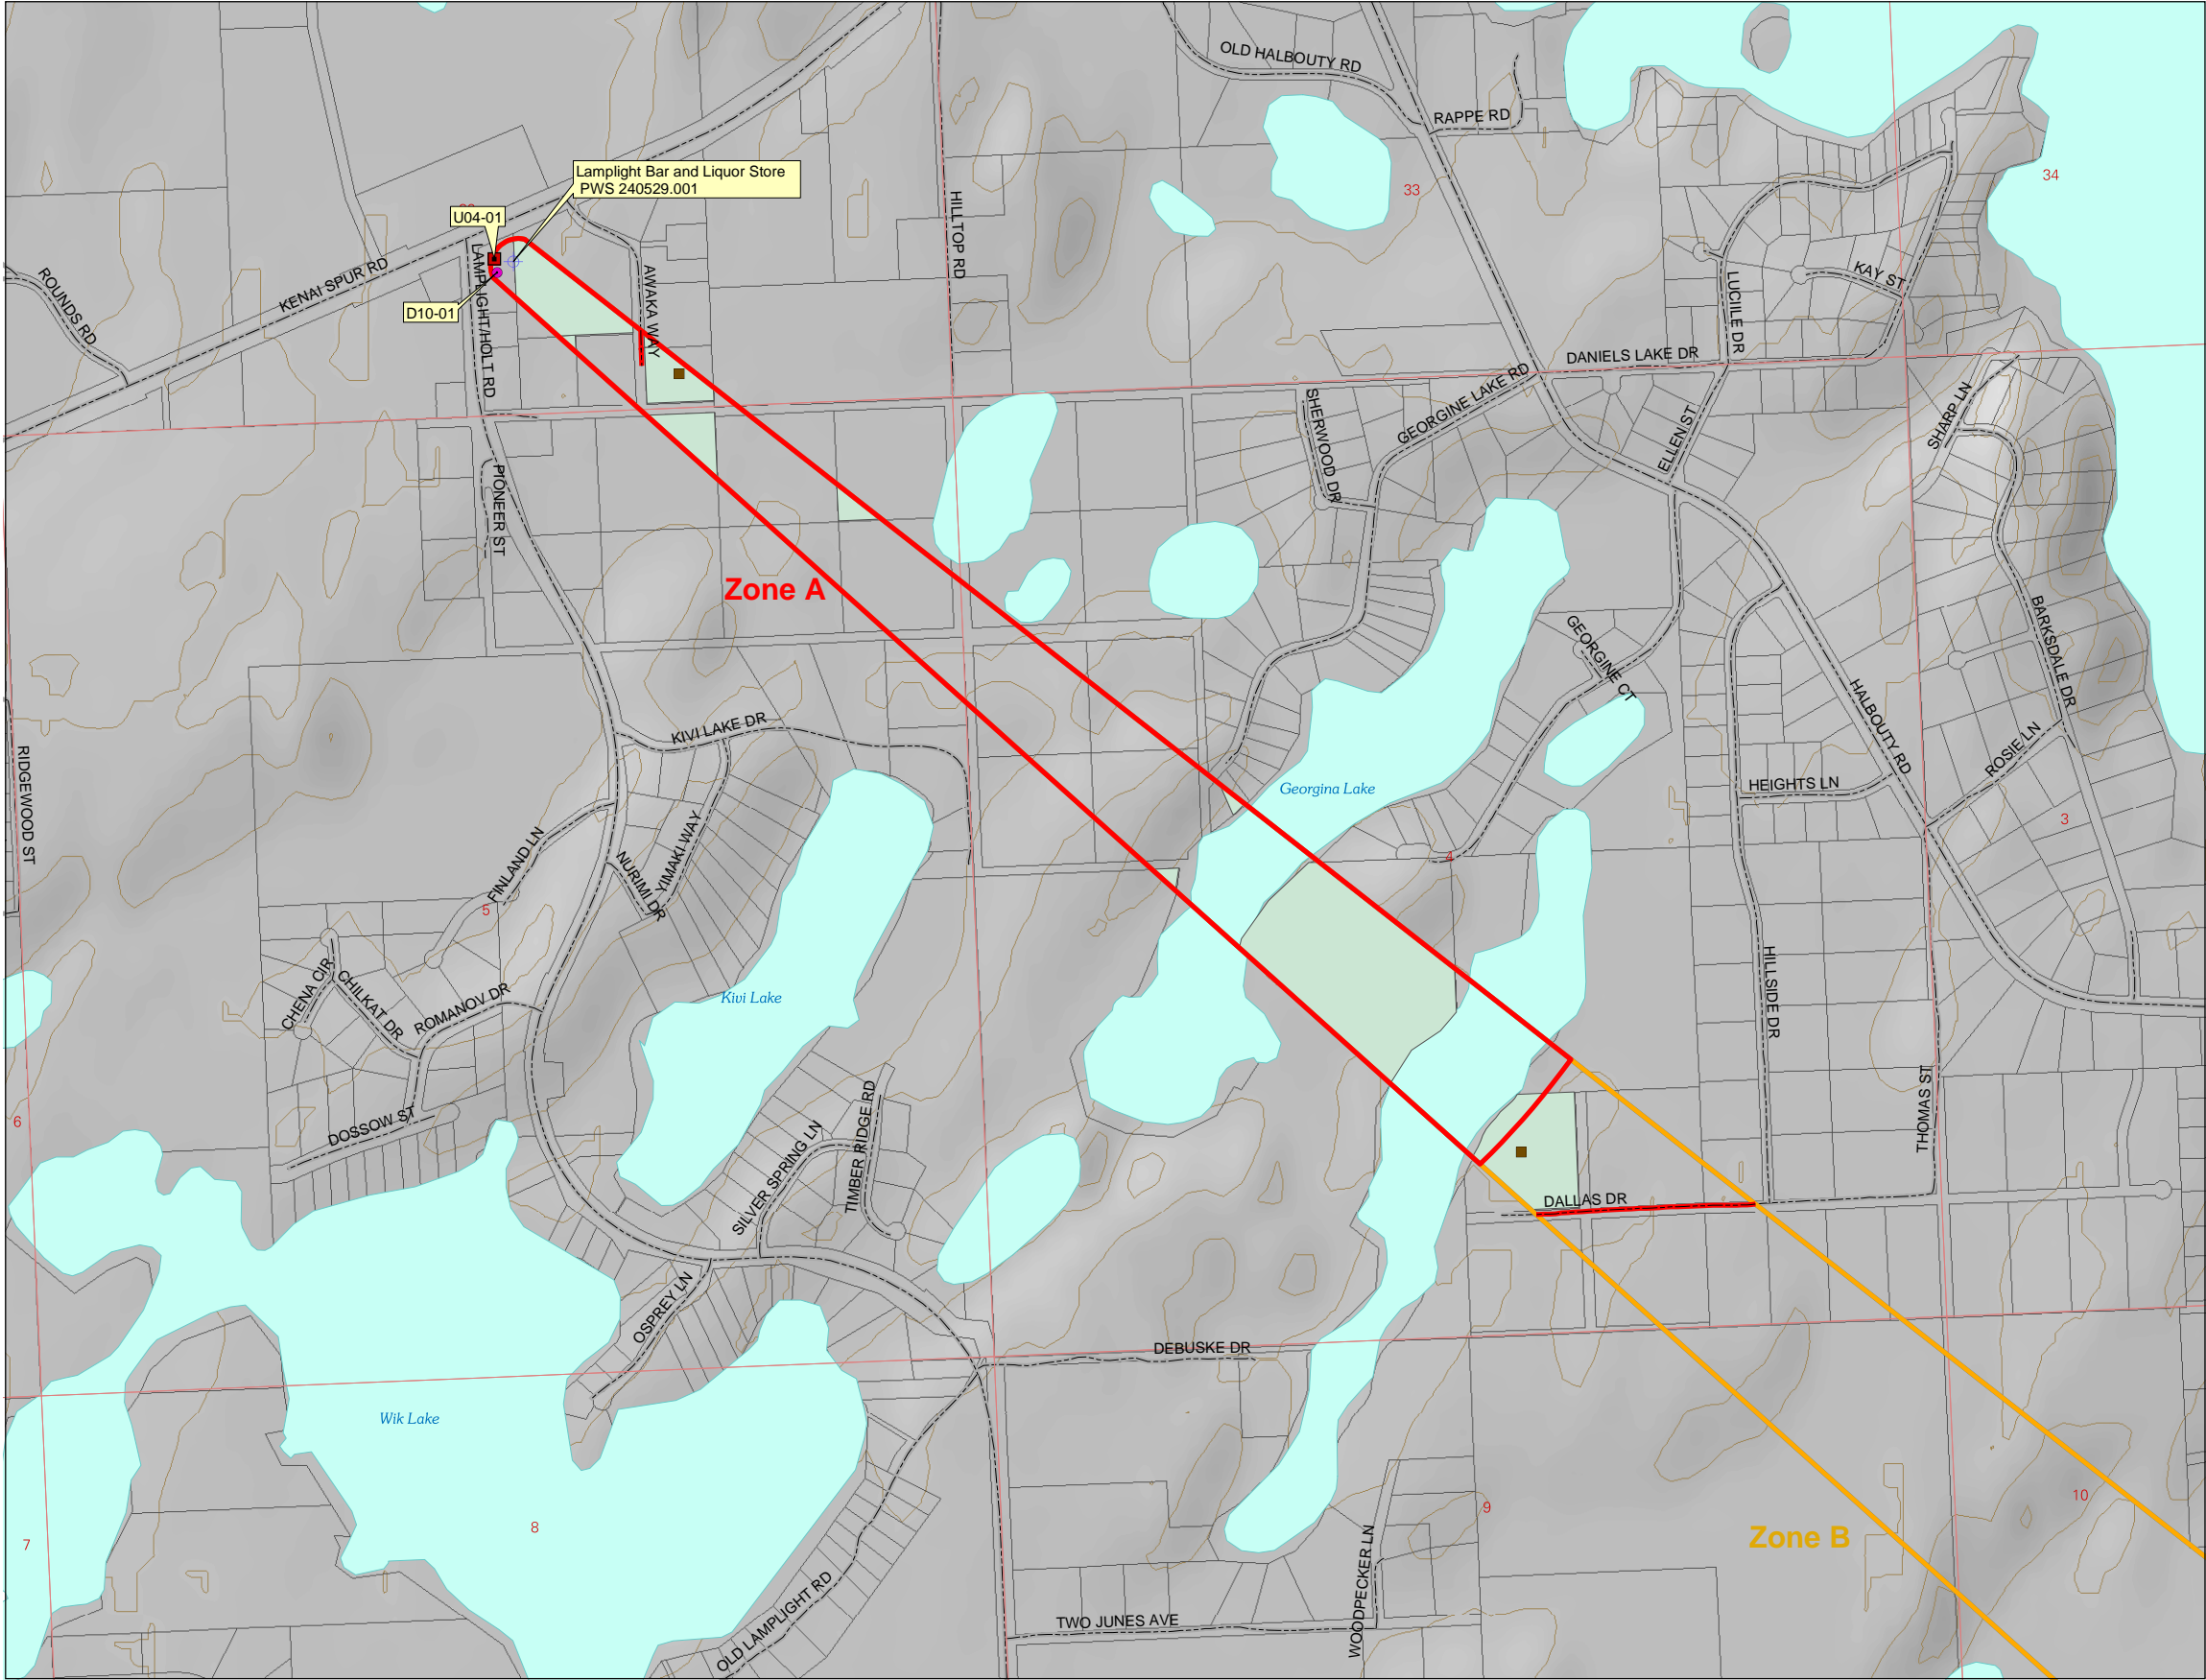 OLD HALBOUTY RD
RAPPE RD
33
34
Lamplight Bar and Liquor Store
PWS 240529.001
U04-01
D10-01
LAMPLIGHT/HOLT RD
KENAI SPUR RD
ROUNDS RD
AWAKA WAY
HILLTOP RD
KAY ST
LUCILE DR
DANIELS LAKE DR
GEORGINE LAKE RD
SHERWOOD DR
ELLEN ST
SHARP LN
PIONEER ST
Zone A
GEORGINE CT
BARKSDALE DR
HALBOUTY RD
ROSIE LN
HEIGHTS LN
KIVI LAKE DR
RIDGEWOOD ST
Georgina Lake
3
4
YIMAKI WAY
NURIMI DR
FINLAND LN
5
Kivi Lake
CHENA CIR
CHILKAT DR
ROMANOV DR
HILLSIDE DR
THOMAS ST
DOSSOW ST
6
SILVER SPRING LN
TIMBER RIDGE RD
DALLAS DR
OSPREY LN
DEBUSKE DR
Wik Lake
8
7
9
10
Zone B
WOODPECKER LN
TWO JUNES AVE
OLD LAMPLIGHT RD